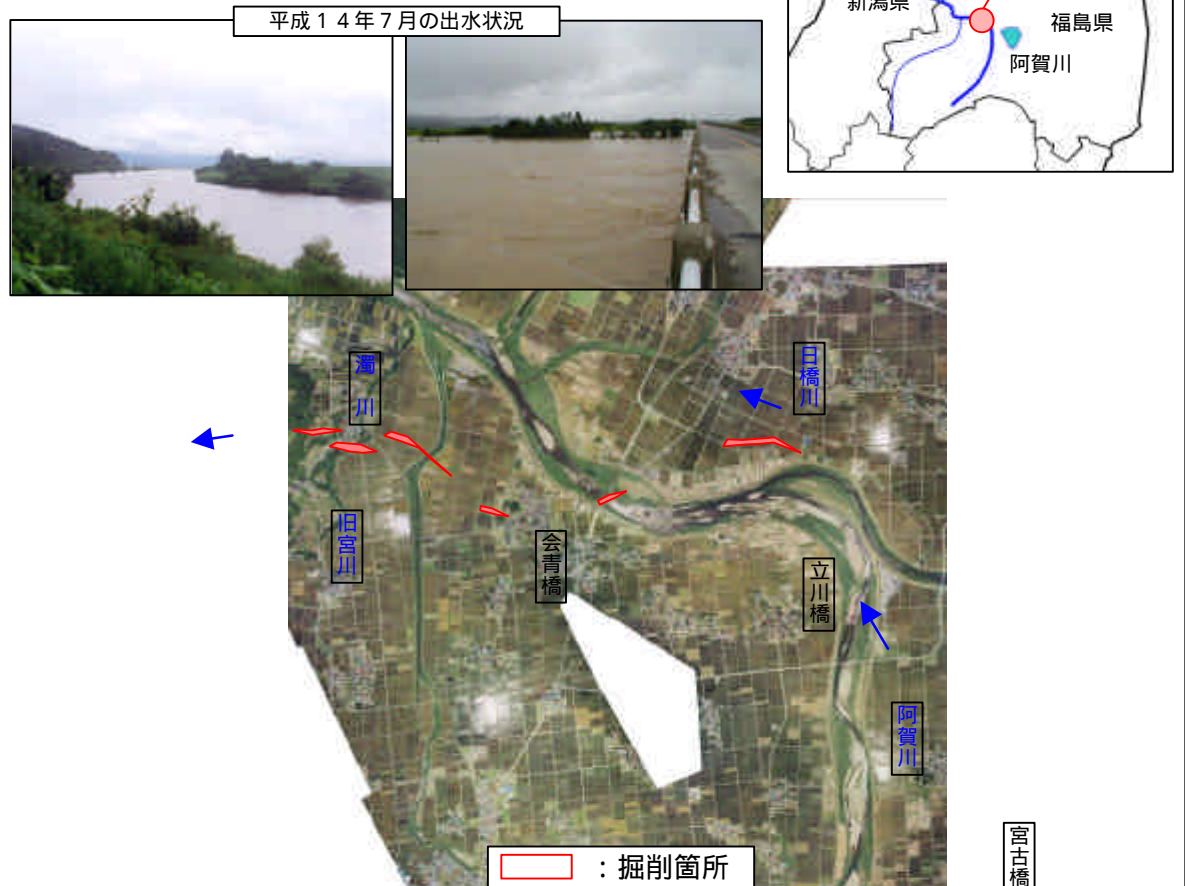 平成１４年７月の出水状況
新潟県
福島県
阿賀川
濁川
日橋川
旧宮川
会青橋
立川橋
阿賀川
宮古橋
：掘削箇所